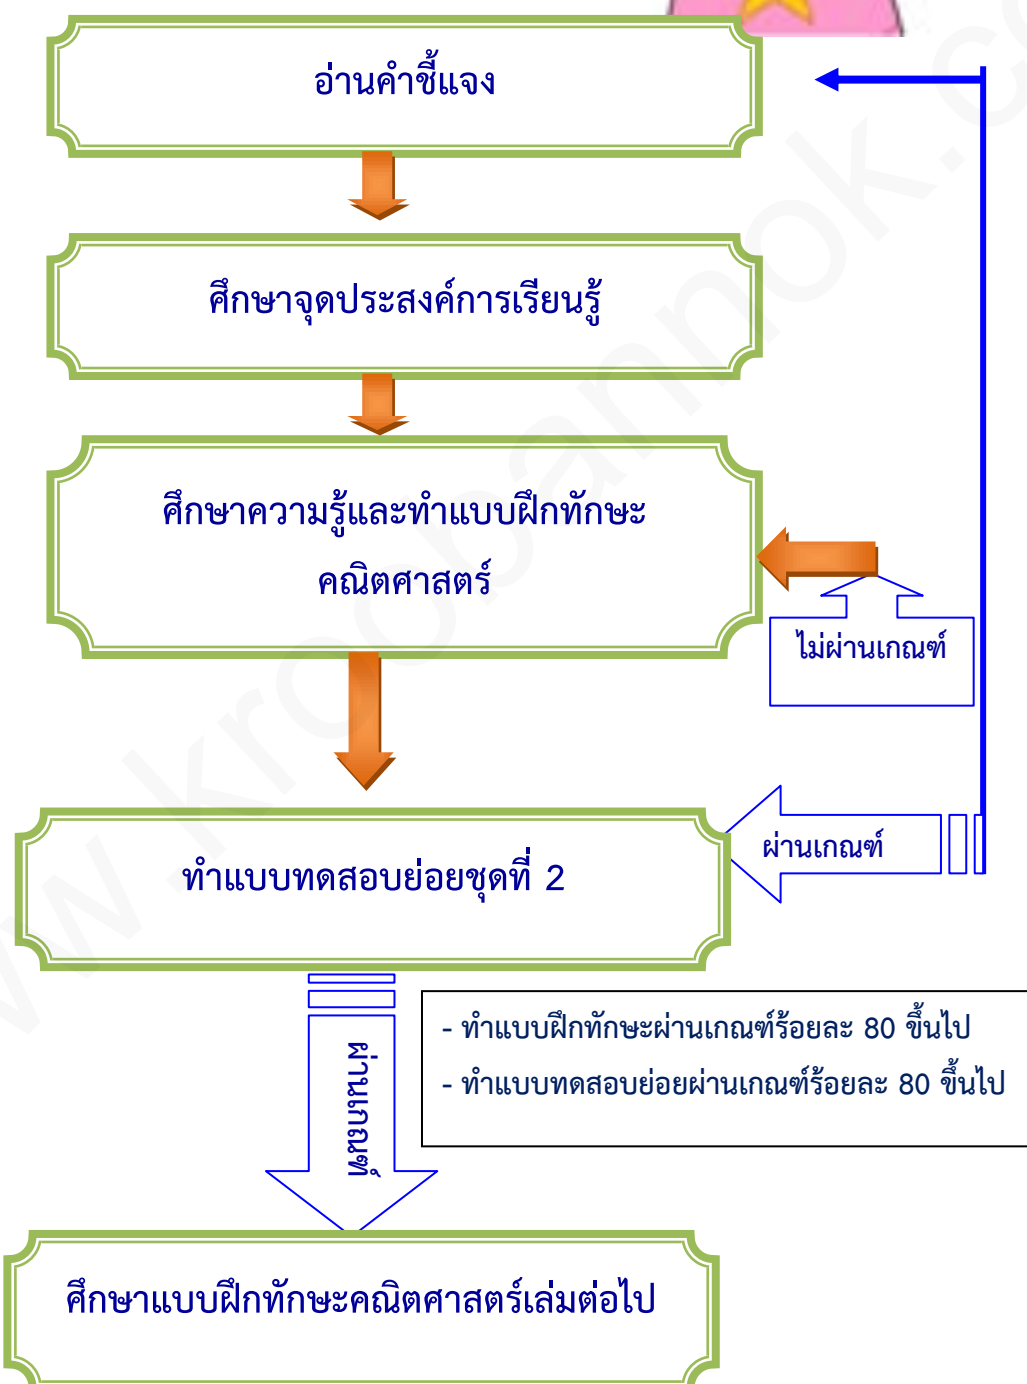 อ่านคำชี้แจง
ศึกษาจุดประสงค์การเรียนรู้
ศึกษาความรู้และทำแบบฝึกทักษะ
คณิตศาสตร์
ไม่ผ่านเกณฑ์
ผ่านเกณฑ์
ทำแบบทดสอบย่อยชุดที่ 2
- ทำแบบฝึกทักษะผ่านเกณฑ์ร้อยละ 80 ขึ้นไป
- ทำแบบทดสอบย่อยผ่านเกณฑ์ร้อยละ 80 ขึ้นไป
ผ่านเกณฑ์
ศึกษาแบบฝึกทักษะคณิตศาสตร์เล่มต่อไป